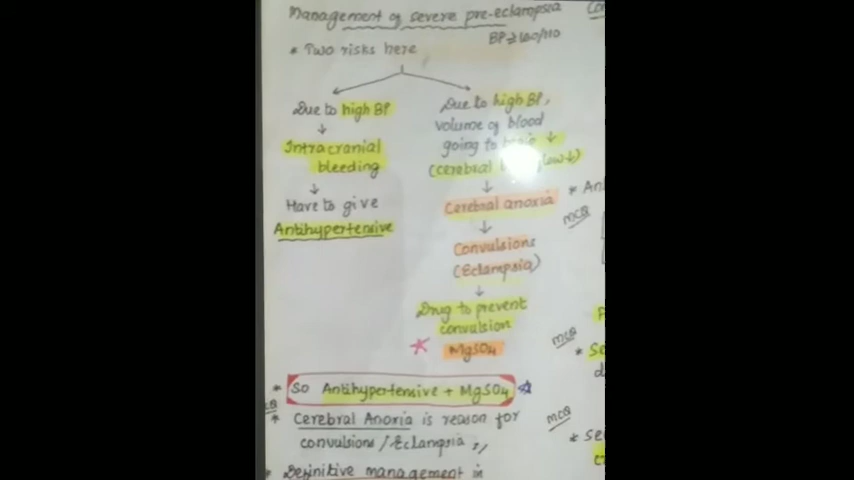 Management of severe pre-eclampsia
BP≥160/110
* Two risks here
Due to high BP
↓
Intracranial
bleeding
↓
Have to give
Antihypertensive
Due to high BP,
volume of blood
going to ↓
(cerebral ↓)
↓
Cerebral anoxia
↓
Convulsions
(Eclampsia)
↓
Drug to prevent
convulsion
* MgSO4
* So Antihypertensive + MgSO4
* Cerebral Anoxia is reason for
convulsions / Eclampsia
* Definitive management in
MCQ
MCQ
MCQ